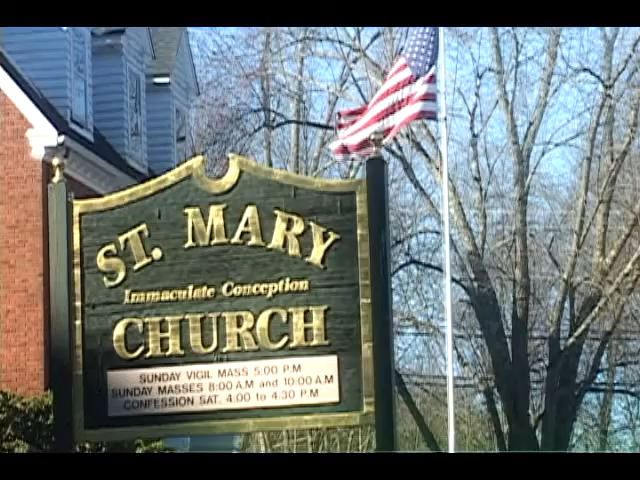 ST. MARY
Immaculate Conception
CHURCH
SUNDAY VIGIL MASS 5:00 P.M
SUNDAY MASSES 8:00 A.M and 10:00 A.M
CONFESSION SAT. 4:00 to 4:30 P.M